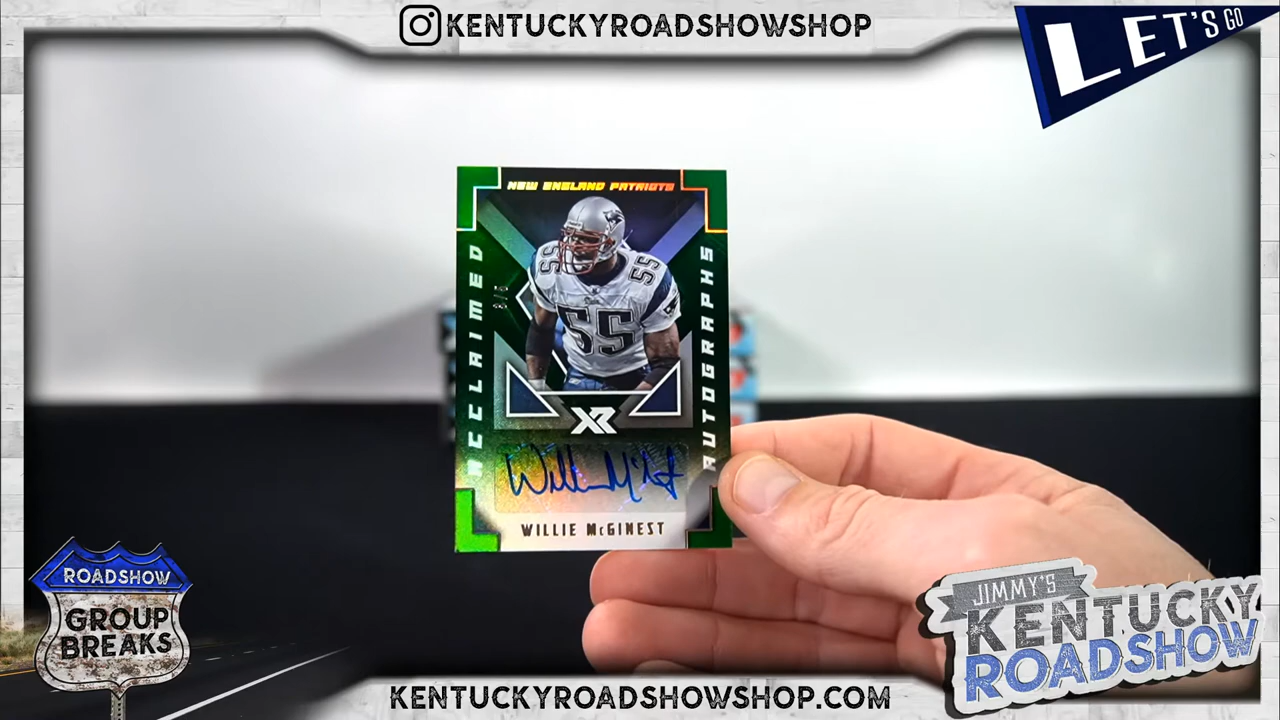 KENTUCKYROADSHOWSHOP
LET'S GO
NEW ENGLAND PATRIOTS
ACCLAIMED
AUTOGRAPHS
55
55
55
XR
WILLIE McGINEST
ROADSHOW
GROUP
BREAKS
JIMMY'S
KENTUCKY
ROADSHOW
KENTUCKYROADSHOWSHOP.COM